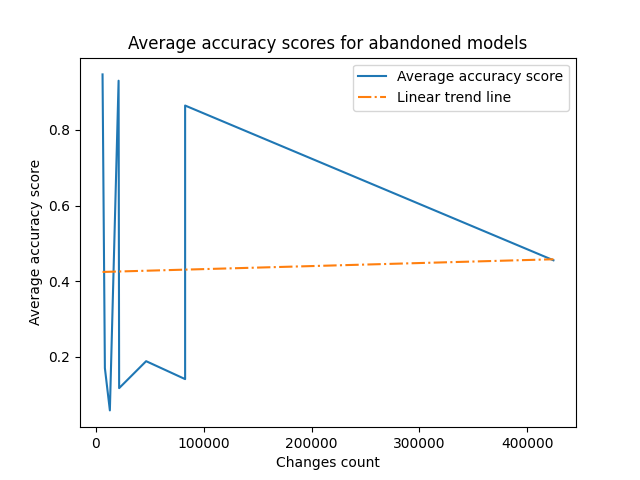 Average accuracy scores for abandoned models
Average accuracy score
Linear trend line
Average accuracy score
0.8
0.6
0.4
0.2
0
100000
200000
300000
400000
Changes count